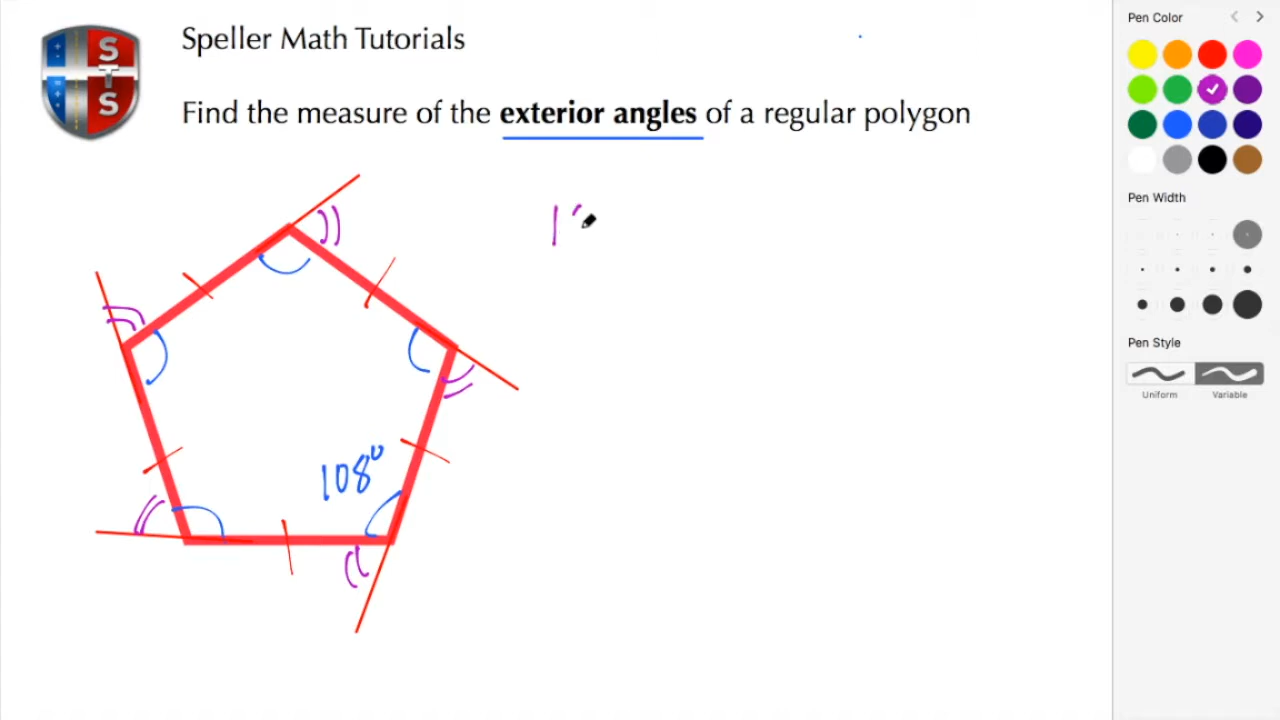 STS
Speller Math Tutorials
Find the measure of the exterior angles of a regular polygon
108°
Pen Color
Pen Width
Pen Style
Uniform
Variable